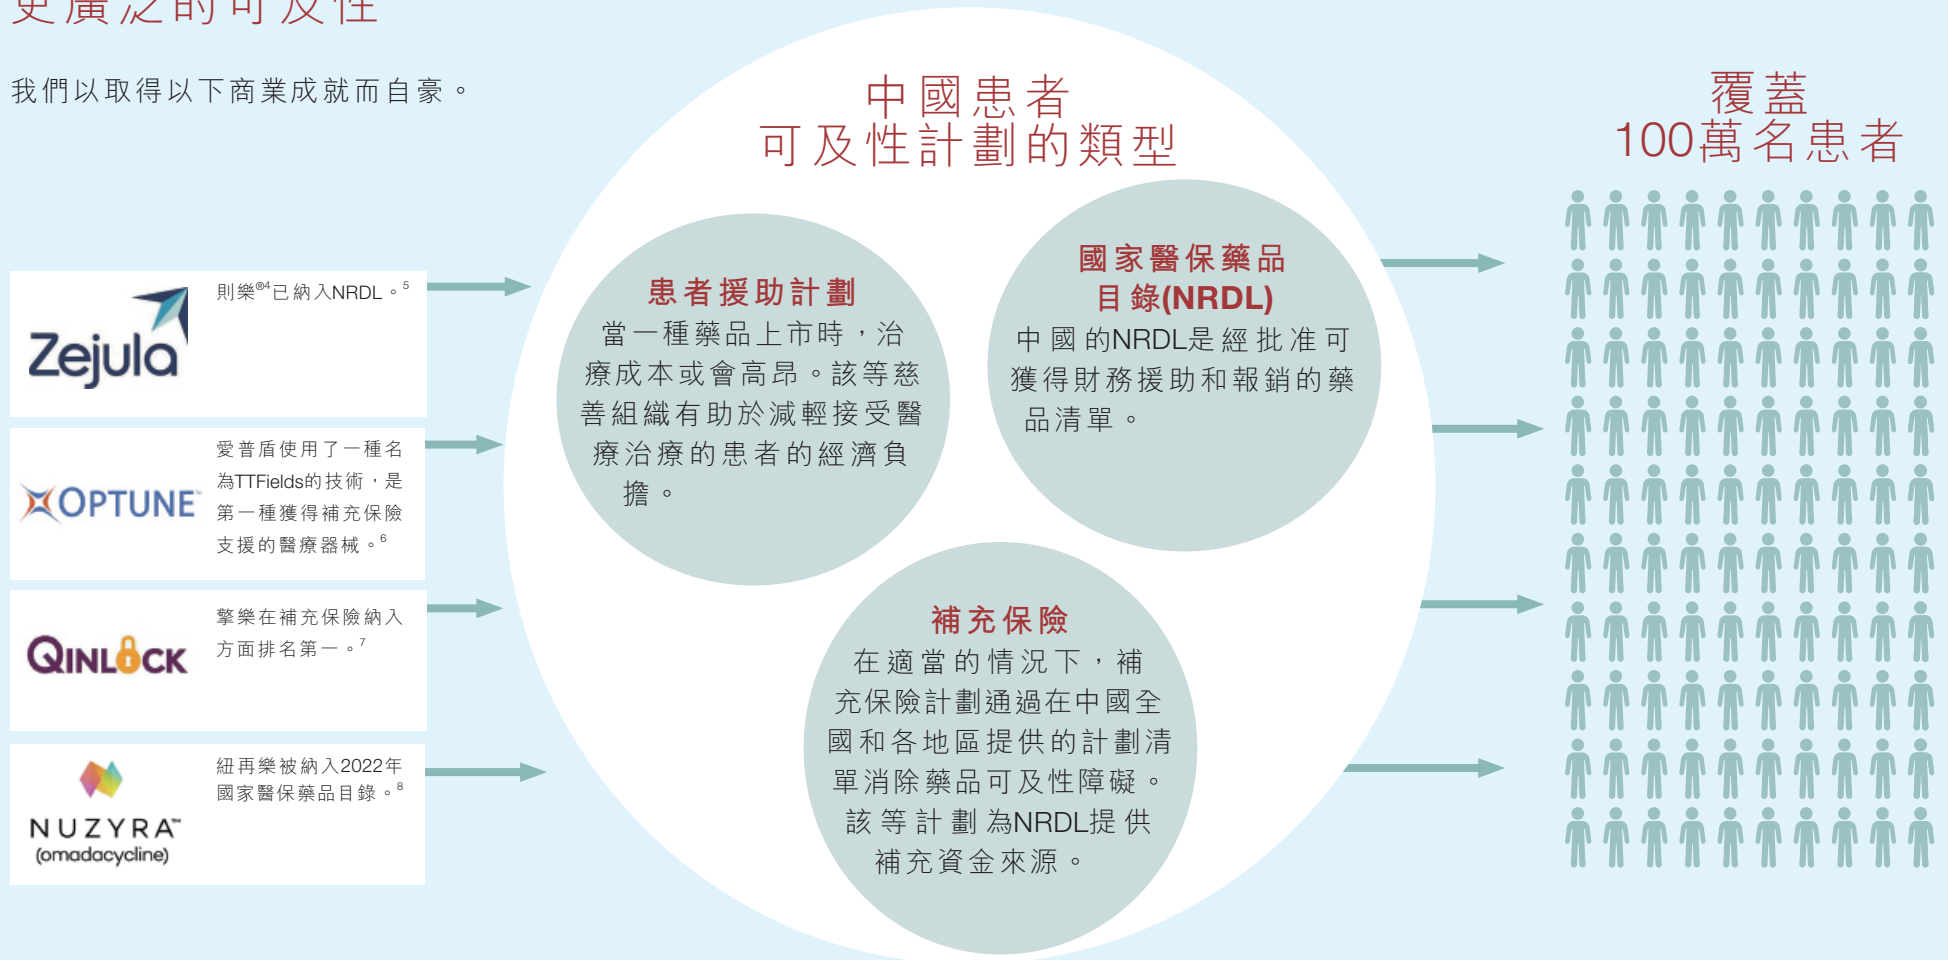 更廣泛的可及性
我們以取得以下商業成就而自豪。
Zejula
則樂®4已納入NRDL。5
OPTUNE™
愛普盾使用了一種名
為TTFields的技術，是
第一種獲得補充保險
支援的醫療器械。6
QINLOCK
擎樂在補充保險納入
方面排名第一。7
NUZYRA™
(omadacycline)
紐再樂被納入2022年
國家醫保藥品目錄。8
中國患者
可及性計劃的類型
患者援助計劃
當一種藥品上市時，治
療成本或會高昂。該等慈
善組織有助於減輕接受醫
療治療的患者的經濟負
擔。
國家醫保藥品
目錄(NRDL)
中國的NRDL是經批准可
獲得財務援助和報銷的藥
品清單。
補充保險
在適當的情況下，補
充保險計劃通過在中國全
國和各地區提供的計劃清
單消除藥品可及性障礙。
該等計劃為NRDL提供
補充資金來源。
覆蓋
100萬名患者